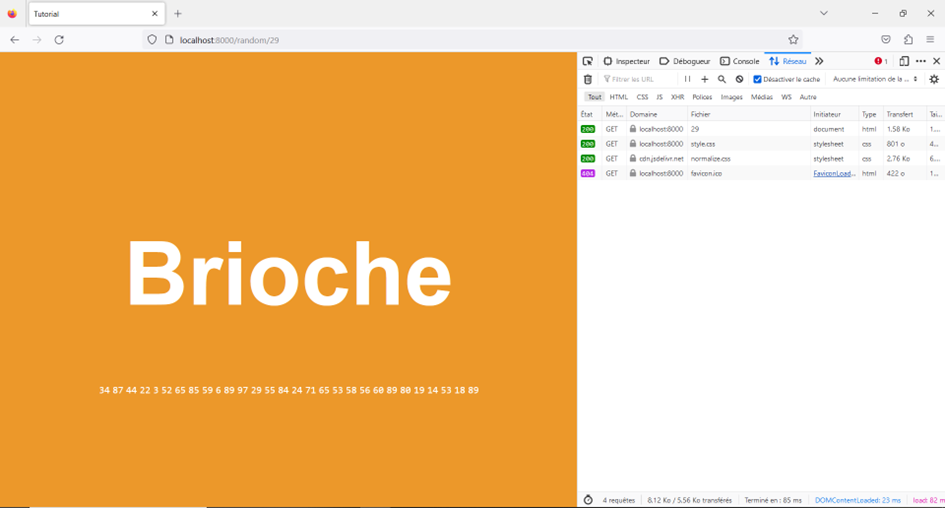 Tutorial
localhost:8000/random/29
Brioche
34 87 44 22 3 52 65 85 59 6 89 97 29 55 84 24 71 65 53 58 56 60 89 80 19 14 53 18 89
Inspecteur Débogueur Console Réseau 1
Filtrer les URL Désactiver le cache Aucune limitation de la ...
Tout HTML CSS JS XHR Polices Images Médias WS Autre
État Mét... Domaine Fichier Initiateur Type Transfert Tai...
200 GET localhost:8000 29 document html 1.58 Ko 1...
200 GET localhost:8000 style.css stylesheet css 801 o 4...
200 GET cdn.jsdelivr.net normalize.css stylesheet css 2,76 Ko 6...
404 GET localhost:8000 favicon.ico FaviconLoad... html 422 o 1...
4 requêtes 8.12 Ko / 5,56 Ko transférés Terminé en : 85 ms DOMContentLoaded: 23 ms load: 82 m